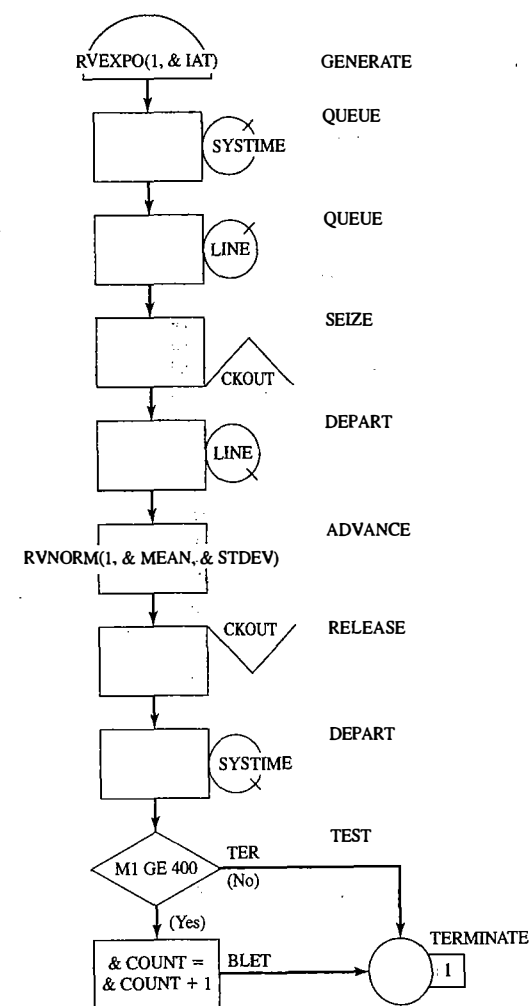 RVEXPO(1, & IAT)
GENERATE
QUEUE
SYSTIME
QUEUE
LINE
SEIZE
CKOUT
DEPART
LINE
ADVANCE
RVNORM(1, & MEAN, & STDEV)
CKOUT
RELEASE
DEPART
SYSTIME
TEST
M1 GE 400
TER
(No)
(Yes)
TERMINATE
& COUNT =
& COUNT + 1
BLET
1